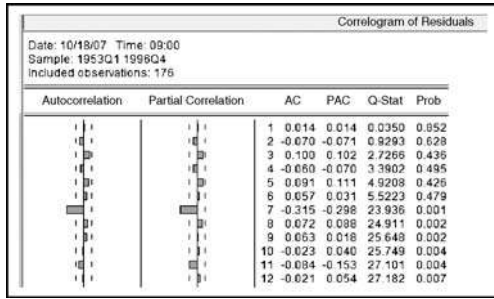 Correlogram of Residuals
Date: 10/18/07 Time: 09:00
Sample: 1953Q1 1996Q4
Included observations: 176
Autocorrelation Partial Correlation AC PAC Q-Stat Prob
1 0.014 0.014 0.0350 0.852
2 -0.070 -0.071 0.9293 0.628
3 0.100 0.102 2.7266 0.436
4 -0.060 -0.070 3.3902 0.495
5 0.091 0.111 4.9208 0.426
6 0.057 0.031 5.5223 0.479
7 -0.315 -0.298 23.936 0.001
8 0.072 0.088 24.911 0.002
9 0.063 0.018 25.648 0.002
10 -0.023 0.040 25.749 0.004
11 -0.084 -0.153 27.101 0.004
12 -0.021 0.054 27.182 0.007